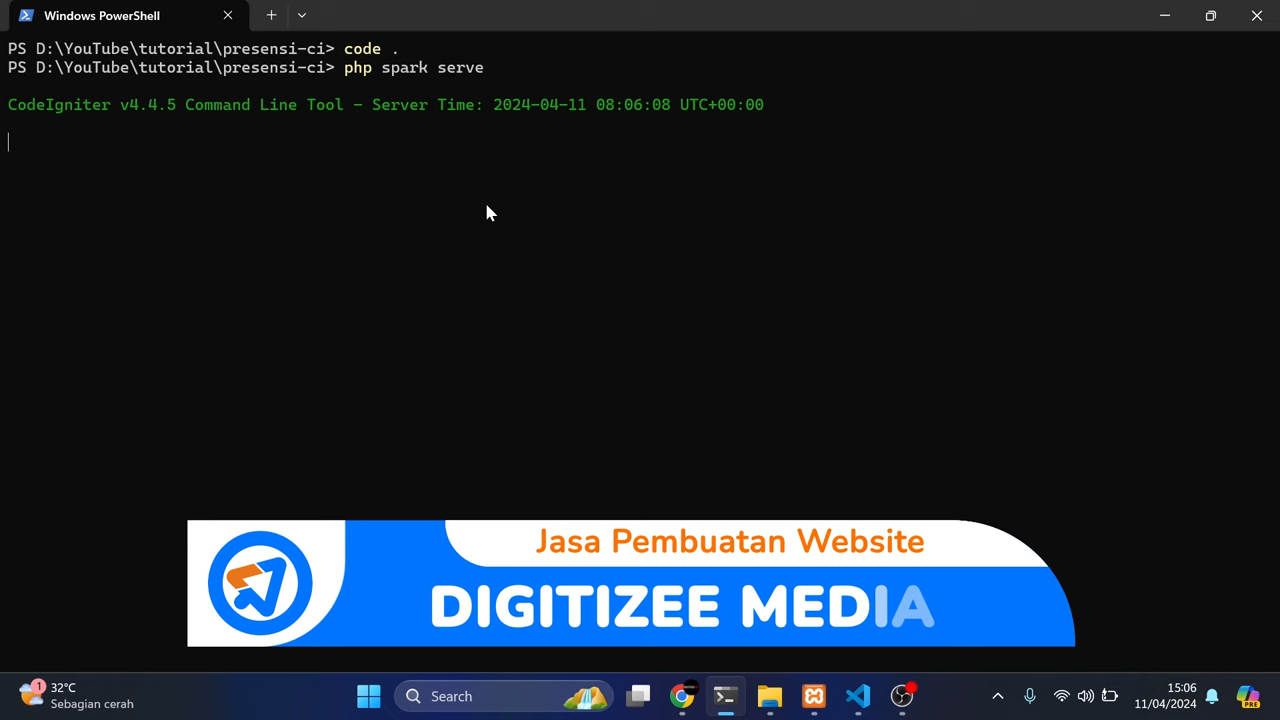 Windows PowerShell
PS D:\YouTube\tutorial\presensi-ci> code .
PS D:\YouTube\tutorial\presensi-ci> php spark serve
CodeIgniter v4.4.5 Command Line Tool - Server Time: 2024-04-11 08:06:08 UTC+00:00
Jasa Pembuatan Website
DIGITIZEE MEDIA
1
32°C
Sebagian cerah
Search
15:06
11/04/2024
PRE